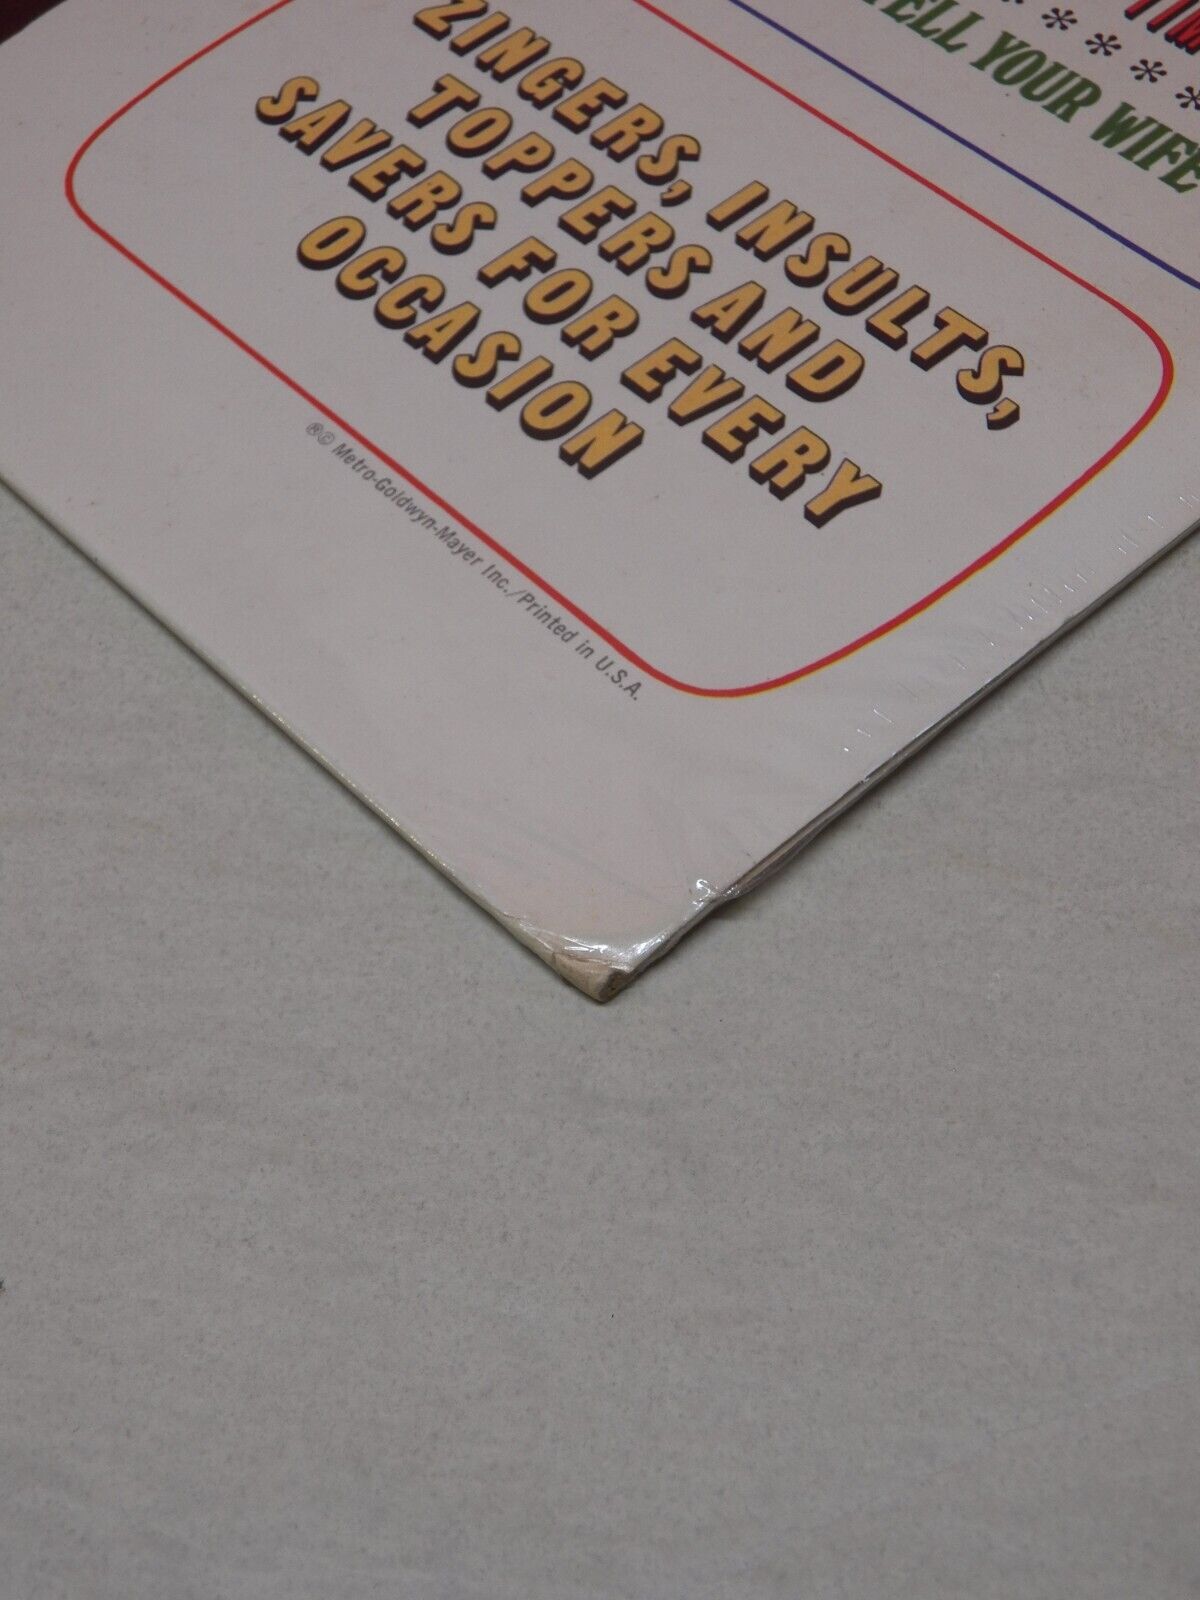 TELL YOUR WIFE
ZINGERS, INSULTS,
TOPPERS AND
SAVERS FOR EVERY
OCCASION
®© Metro-Goldwyn-Mayer Inc./Printed in U.S.A.